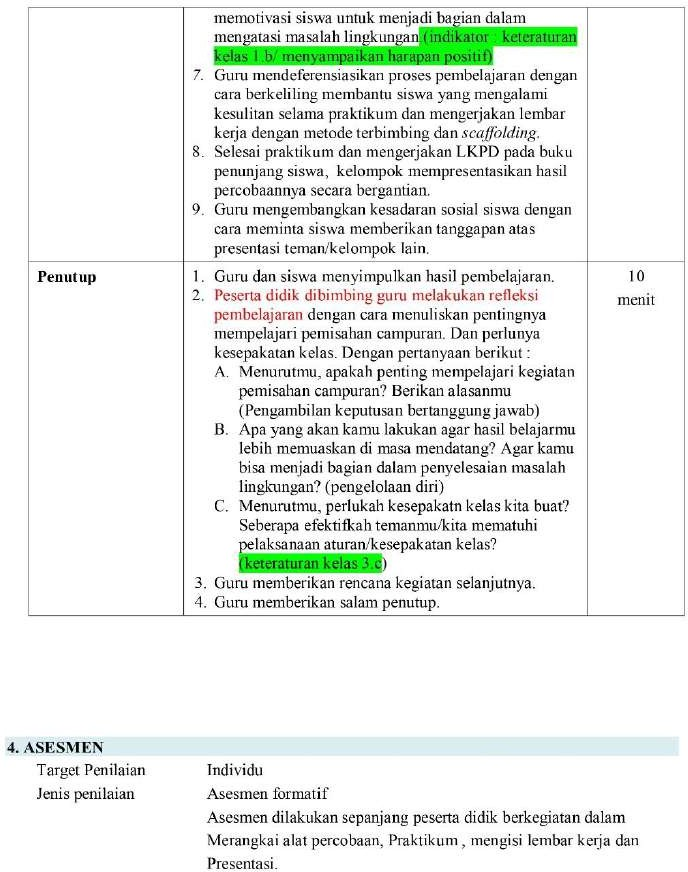 memotivasi siswa untuk menjadi bagian dalam
mengatasi masalah lingkungan.(indikator : keteraturan
kelas 1.b/ menyampaikan harapan positif)
7. Guru mendeferensiasikan proses pembelajaran dengan
cara berkeliling membantu siswa yang mengalami
kesulitan selama praktikum dan mengerjakan lembar
kerja dengan metode terbimbing dan scaffolding.
8. Selesai praktikum dan mengerjakan LKPD pada buku
penunjang siswa, kelompok mempresentasikan hasil
percobaannya secara bergantian.
9. Guru mengembangkan kesadaran sosial siswa dengan
cara meminta siswa memberikan tanggapan atas
presentasi teman/kelompok lain.
Penutup
1. Guru dan siswa menyimpulkan hasil pembelajaran.
2. Peserta didik dibimbing guru melakukan refleksi
pembelajaran dengan cara menuliskan pentingnya
mempelajari pemisahan campuran. Dan perlunya
kesepakatan kelas. Dengan pertanyaan berikut :
A. Menurutmu, apakah penting mempelajari kegiatan
pemisahan campuran? Berikan alasanmu
(Pengambilan keputusan bertanggung jawab)
B. Apa yang akan kamu lakukan agar hasil belajarmu
lebih memuaskan di masa mendatang? Agar kamu
bisa menjadi bagian dalam penyelesaian masalah
lingkungan? (pengelolaan diri)
C. Menurutmu, perlukah kesepakatn kelas kita buat?
Seberapa efektifkah temanmu/kita mematuhi
pelaksanaan aturan/kesepakatan kelas?
(keteraturan kelas 3.c)
3. Guru memberikan rencana kegiatan selanjutnya.
4. Guru memberikan salam penutup.
10
menit
4. ASESMEN
Target Penilaian Individu
Jenis penilaian Asesmen formatif
Asesmen dilakukan sepanjang peserta didik berkegiatan dalam
Merangkai alat percobaan, Praktikum , mengisi lembar kerja dan
Presentasi.